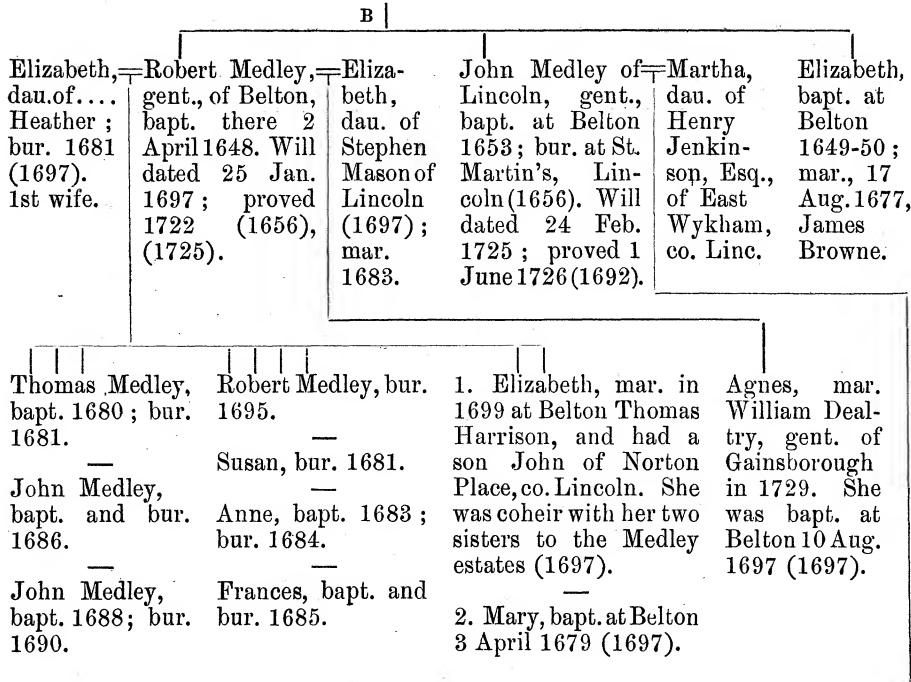 B
Elizabeth,
dau. of....
Heather ;
bur. 1681
(1697).
1st wife.
Robert Medley,
gent., of Belton,
bapt. there 2
April 1648. Will
dated 25 Jan.
1697 ; proved
1722 (1656),
(1725).
Eliza-
beth,
dau. of
Stephen
Mason of
Lincoln
(1697) ;
mar.
1683.
John Medley of
Lincoln, gent.,
bapt. at Belton
1653 ; bur. at St.
Martin's, Lin-
coln (1656). Will
dated 24 Feb.
1725 ; proved 1
June 1726 (1692).
Martha,
dau. of
Henry
Jenkin-
son, Esq.,
of East
Wykham,
co. Linc.
Elizabeth,
bapt. at
Belton
1649-50 ;
mar., 17
Aug. 1677,
James
Browne.
Thomas Medley,
bapt. 1680 ; bur.
1681.
—
John Medley,
bapt. and bur.
1686.
—
John Medley,
bapt. 1688; bur.
1690.
Robert Medley, bur.
1695.
—
Susan, bur. 1681.
—
Anne, bapt. 1683 ;
bur. 1684.
—
Frances, bapt. and
bur. 1685.
1. Elizabeth, mar. in
1699 at Belton Thomas
Harrison, and had a
son John of Norton
Place, co. Lincoln. She
was coheir with her two
sisters to the Medley
estates (1697).
—
2. Mary, bapt. at Belton
3 April 1679 (1697).
Agnes, mar.
William Deal-
try, gent. of
Gainsborough
in 1729. She
was bapt. at
Belton 10 Aug.
1697 (1697).